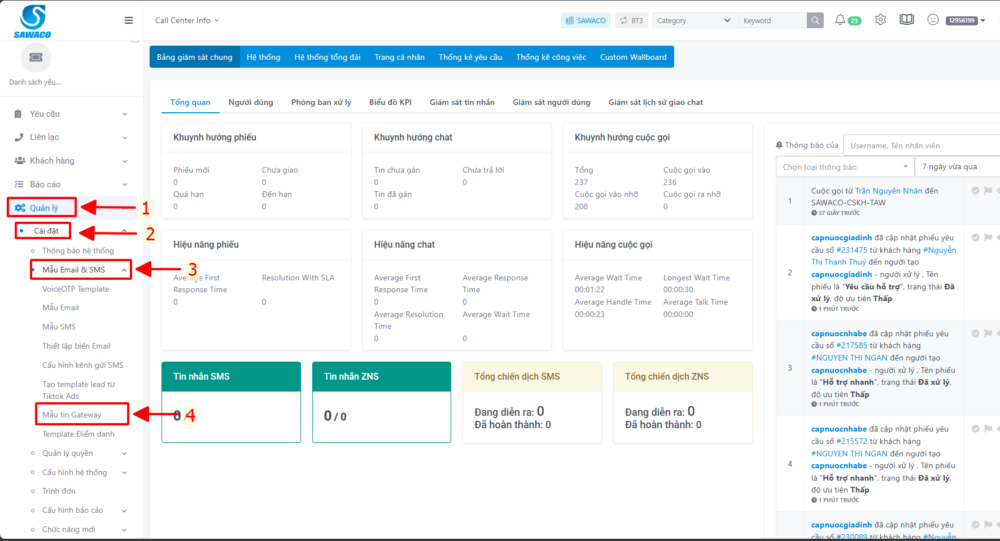 SAWACO
Call Center Info
SAWACO
BT3
Category
Keyword
23
12956199
Danh sách yêu...
Yêu cầu
Liên lạc
Khách hàng
Báo cáo
Quản lý
1
Cài đặt
2
Thông báo hệ thống
Mẫu Email & SMS
3
VoiceOTP Template
Mẫu Email
Mẫu SMS
Thiết lập biến Email
Cấu hình kênh gửi SMS
Tạo template lead từ
Tiktok Ads
Mẫu tin Gateway
4
Template Điểm danh
Quản lý quyền
Cấu hình hệ thống
Trình đơn
Cấu hình báo cáo
Chức năng mới
Bảng giám sát chung
Hệ thống
Hệ thống tổng đài
Trang cá nhân
Thống kê yêu cầu
Thống kê công việc
Custom Wallboard
Tổng quan
Người dùng
Phòng ban xử lý
Biểu đồ KPI
Giám sát tin nhắn
Giám sát người dùng
Giám sát lịch sử giao chat
Khuynh hướng phiếu
Phiếu mới
0
Chưa giao
0
Quá hạn
0
Đến hạn
0
Khuynh hướng chat
Tin chưa gán
0
Chưa trả lời
0
Tin đã gán
0
Khuynh hướng cuộc gọi
Tổng
237
Cuộc gọi vào
236
Cuộc gọi vào nhỡ
208
Cuộc gọi ra nhỡ
0
Hiệu năng phiếu
Average First
Response Time
0
Resolution With SLA
0
Hiệu năng chat
Average First
Response Time
0
Average Response
Time
0
Average Resolution
Time
0
Average Wait Time
0
Hiệu năng cuộc gọi
Average Wait Time
00:01:22
Longest Wait Time
00:00:30
Average Handle Time
00:00:23
Average Talk Time
00:00:00
Tin nhắn SMS
0 /
Tin nhắn ZNS
0 / 0
Tổng chiến dịch SMS
Đang diễn ra: 0
Đã hoàn thành: 0
Tổng chiến dịch ZNS
Đang diễn ra: 0
Đã hoàn thành: 0
Thông báo của
Username, Tên nhân viên
Chọn loại thông báo
7 ngày vừa qua
1
Cuộc gọi từ Trần Nguyên Nhân đến
SAWACO-CSKH-TAW
37 GIÂY TRƯỚC
2
capnuocgiadinh đã cập nhật phiếu yêu
cầu số #231475 từ khách hàng #Nguyễn
Thị Thanh Thuý đến người tạo
capnuocgiadinh - người xử lý , Tên
phiếu là "Yêu cầu hỗ trợ", trạng thái Đã
xử lý, độ ưu tiên Thấp
1 PHÚT TRƯỚC
3
capnuocnhabe đã cập nhật phiếu yêu
cầu số #217585 từ khách hàng
#NGUYEN THI NGAN đến người tạo
capnuocnhabe - người xử lý , Tên phiếu
là "Hỗ trợ nhanh", trạng thái Đã xử lý,
độ ưu tiên Thấp
1 PHÚT TRƯỚC
4
capnuocnhabe đã cập nhật phiếu yêu
cầu số #215572 từ khách hàng
#NGUYEN THI NGAN đến người tạo
capnuocnhabe - người xử lý , Tên phiếu
là "Hỗ trợ nhanh", trạng thái Đã xử lý,
độ ưu tiên Thấp
1 PHÚT TRƯỚC
capnuocgiadinh đã cập nhật phiếu yêu
cầu số #230089 từ khách hàng #Nguyễn